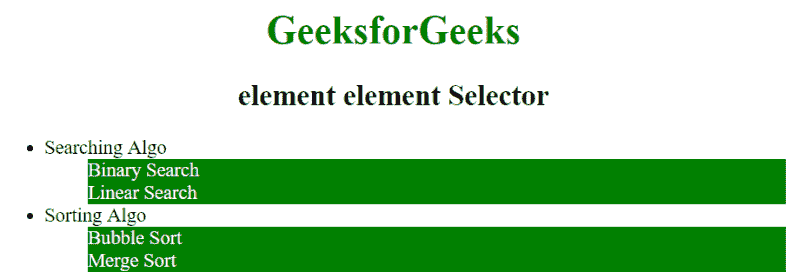 GeeksforGeeks
element element Selector
Searching Algo
Binary Search
Linear Search
Sorting Algo
Bubble Sort
Merge Sort